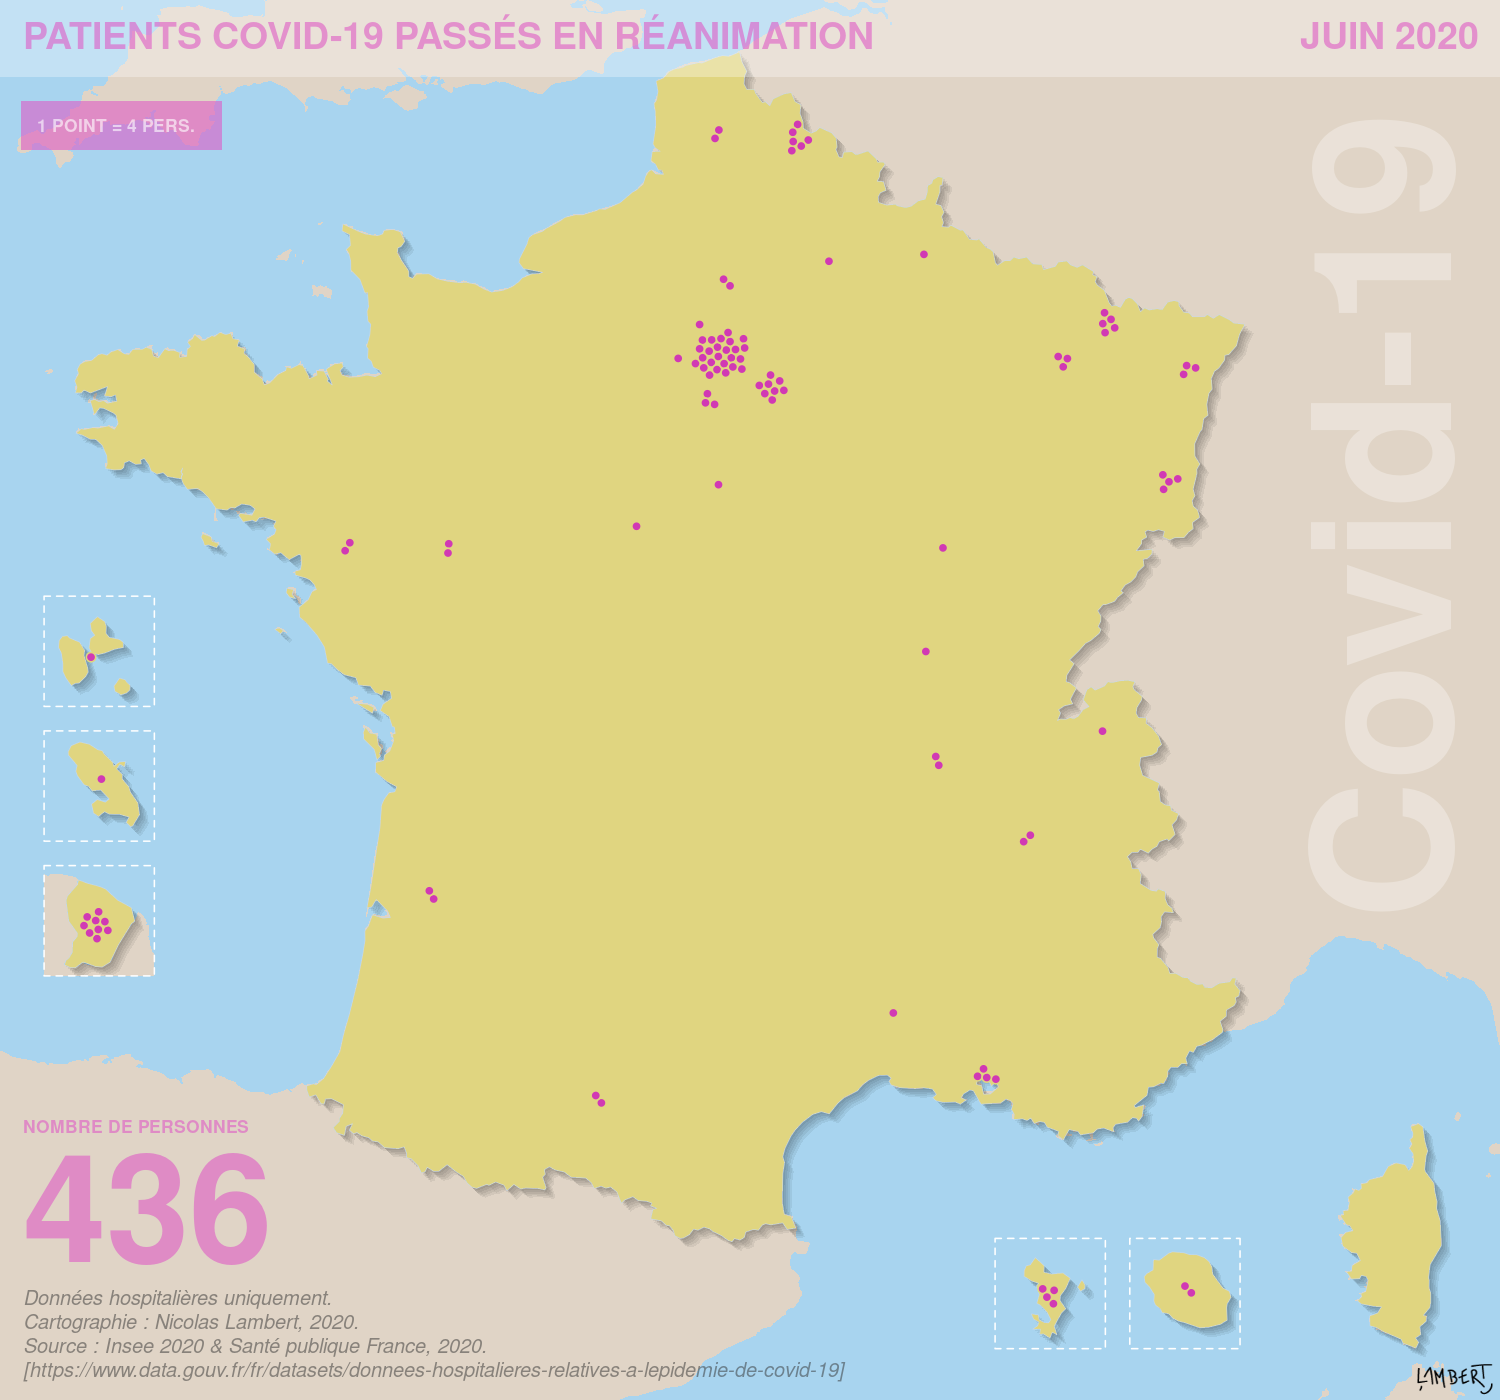 PATIENTS COVID-19 PASSÉS EN RÉANIMATION
JUIN 2020
1 POINT = 4 PERS.
Covid-19
NOMBRE DE PERSONNES
436
Données hospitalières uniquement.
Cartographie : Nicolas Lambert, 2020.
Source : Insee 2020 & Santé publique France, 2020.
[https://www.data.gouv.fr/fr/datasets/donnees-hospitalieres-relatives-a-lepidemie-de-covid-19]
LAMBERT